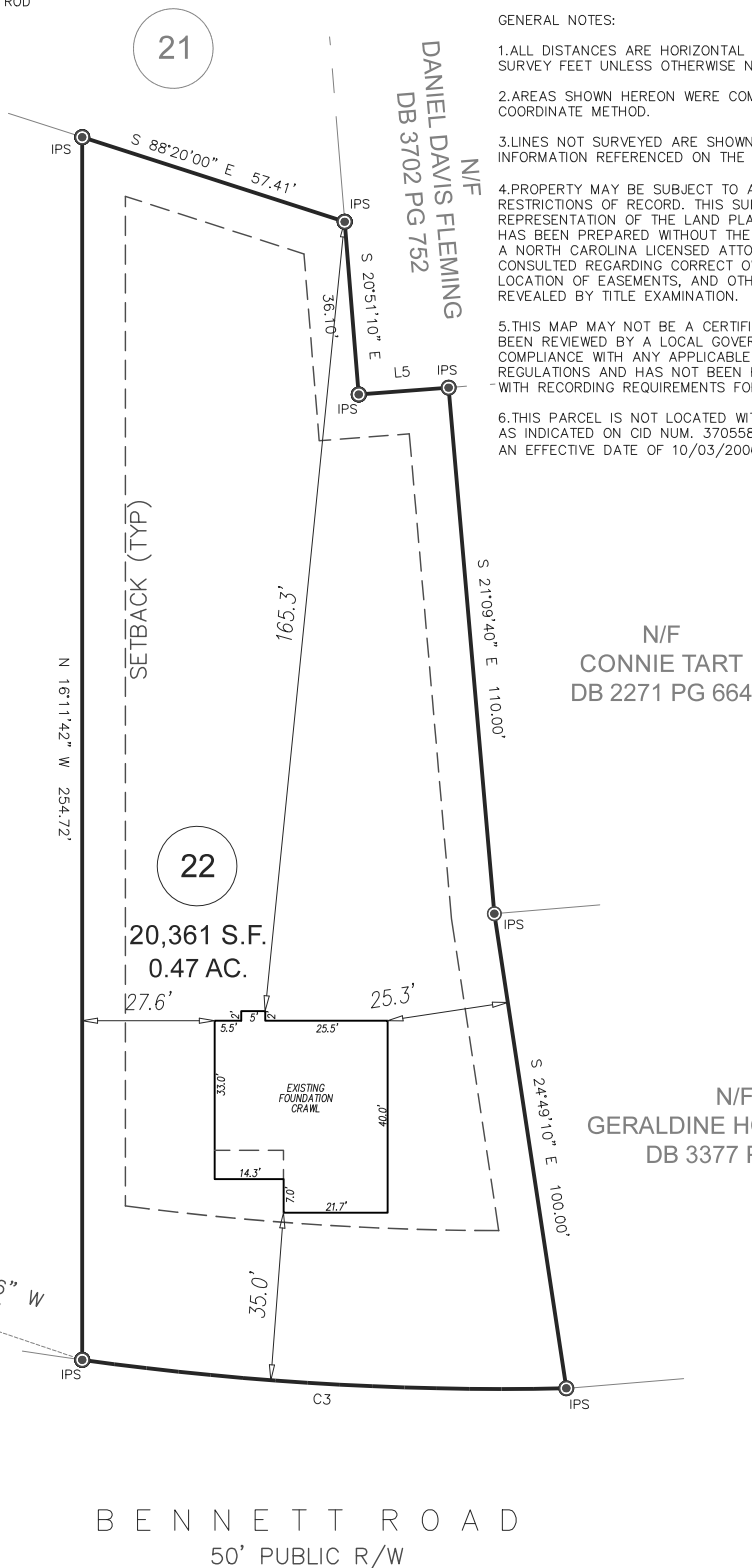 ROD
21
GENERAL NOTES:
1.ALL DISTANCES ARE HORIZONTAL
SURVEY FEET UNLESS OTHERWISE N
2.AREAS SHOWN HEREON WERE COM
COORDINATE METHOD.
3.LINES NOT SURVEYED ARE SHOWN
INFORMATION REFERENCED ON THE
4.PROPERTY MAY BE SUBJECT TO A
RESTRICTIONS OF RECORD. THIS SU
REPRESENTATION OF THE LAND PLA
HAS BEEN PREPARED WITHOUT THE
A NORTH CAROLINA LICENSED ATTO
CONSULTED REGARDING CORRECT O
LOCATION OF EASEMENTS, AND OTH
REVEALED BY TITLE EXAMINATION.
5.THIS MAP MAY NOT BE A CERTIFI
BEEN REVIEWED BY A LOCAL GOVER
COMPLIANCE WITH ANY APPLICABLE
REGULATIONS AND HAS NOT BEEN
WITH RECORDING REQUIREMENTS FO
6.THIS PARCEL IS NOT LOCATED WIT
AS INDICATED ON CID NUM. 370558
AN EFFECTIVE DATE OF 10/03/2006
N/F
DANIEL DAVIS FLEMING
DB 3702 PG 752
IPS
S 88°20'00" E 57.41'
IPS
S 20°51'10" E
36.10'
IPS
L5
IPS
SETBACK (TYP)
165.3'
S 21°09'40" E 110.00'
N/F
CONNIE TART
DB 2271 PG 664
N 16°11'42" W 254.72'
22
20,361 S.F.
0.47 AC.
IPS
27.6'
25.3'
5.5'
2'
5'
2'
25.5'
33.0'
EXISTING
FOUNDATION
CRAWL
40.0'
14.3'
7.0'
21.7'
S 24°49'10" E 100.00'
N/F
GERALDINE HO
DB 3377 P
35.0'
6" W
IPS
C3
IPS
BENNETT ROAD
50' PUBLIC R/W